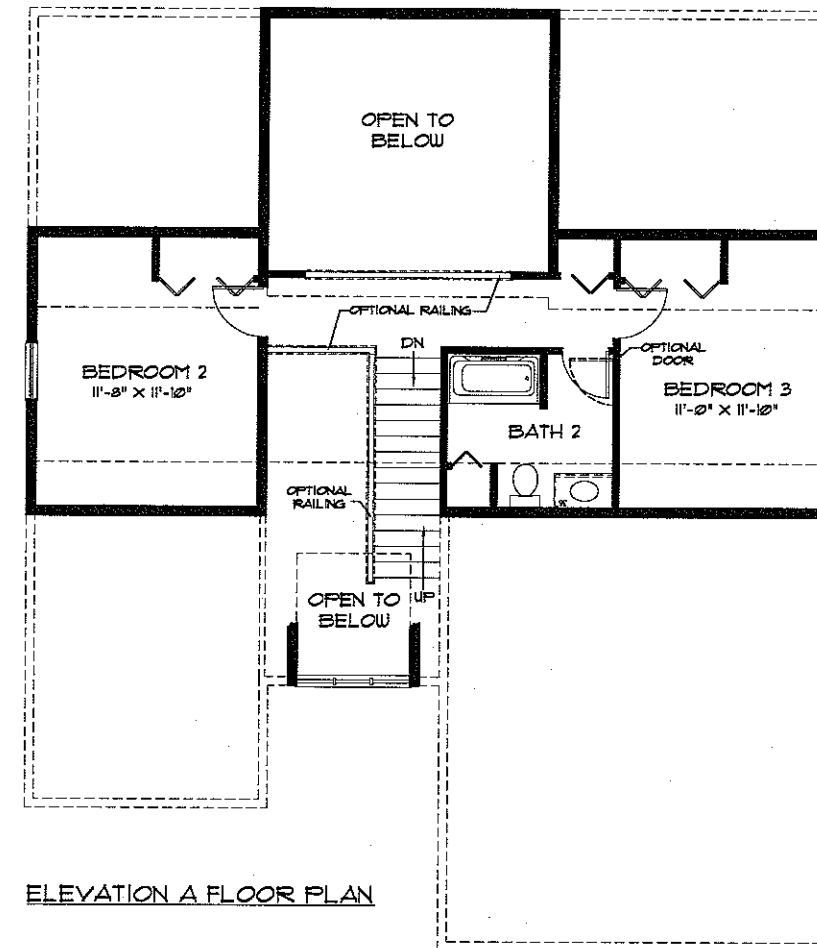 OPEN TO
BELOW
OPTIONAL RAILING
DN
OPTIONAL
DOOR
BEDROOM 2
11'-8" X 11'-10"
BEDROOM 3
11'-0" X 11'-10"
BATH 2
OPTIONAL
RAILING
OPEN TO
BELOW
UP
ELEVATION A FLOOR PLAN